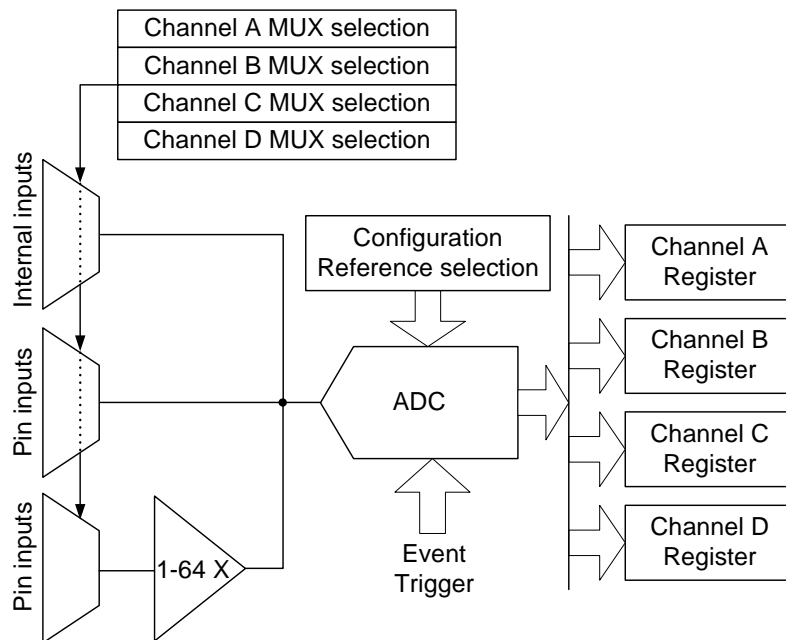 Channel A MUX selection
Channel B MUX selection
Channel C MUX selection
Channel D MUX selection
Internal inputs
Pin inputs
Pin inputs
1-64 X
Configuration
Reference selection
ADC
Event
Trigger
Channel A
Register
Channel B
Register
Channel C
Register
Channel D
Register